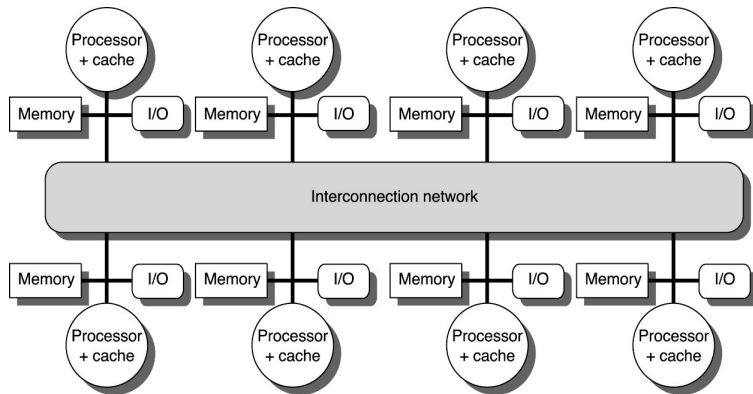 Processor
+ cache
Processor
+ cache
Processor
+ cache
Processor
+ cache
Memory
I/O
Memory
I/O
Memory
I/O
Memory
I/O
Interconnection network
Memory
I/O
Memory
I/O
Memory
I/O
Memory
I/O
Processor
+ cache
Processor
+ cache
Processor
+ cache
Processor
+ cache